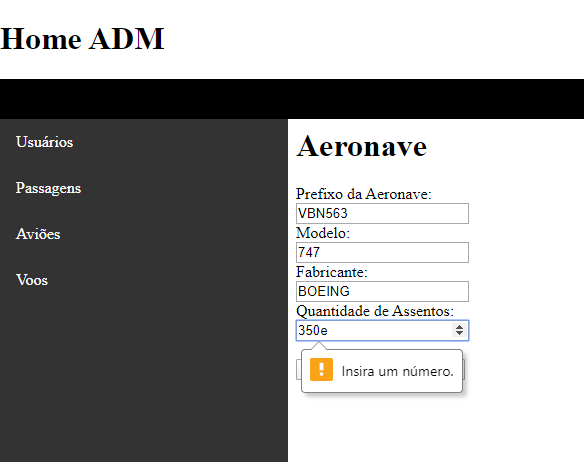 Home ADM
Usuários
Passagens
Aviões
Voos
Aeronave
Prefixo da Aeronave:
VBN563
Modelo:
747
Fabricante:
BOEING
Quantidade de Assentos:
350e
Insira um número.